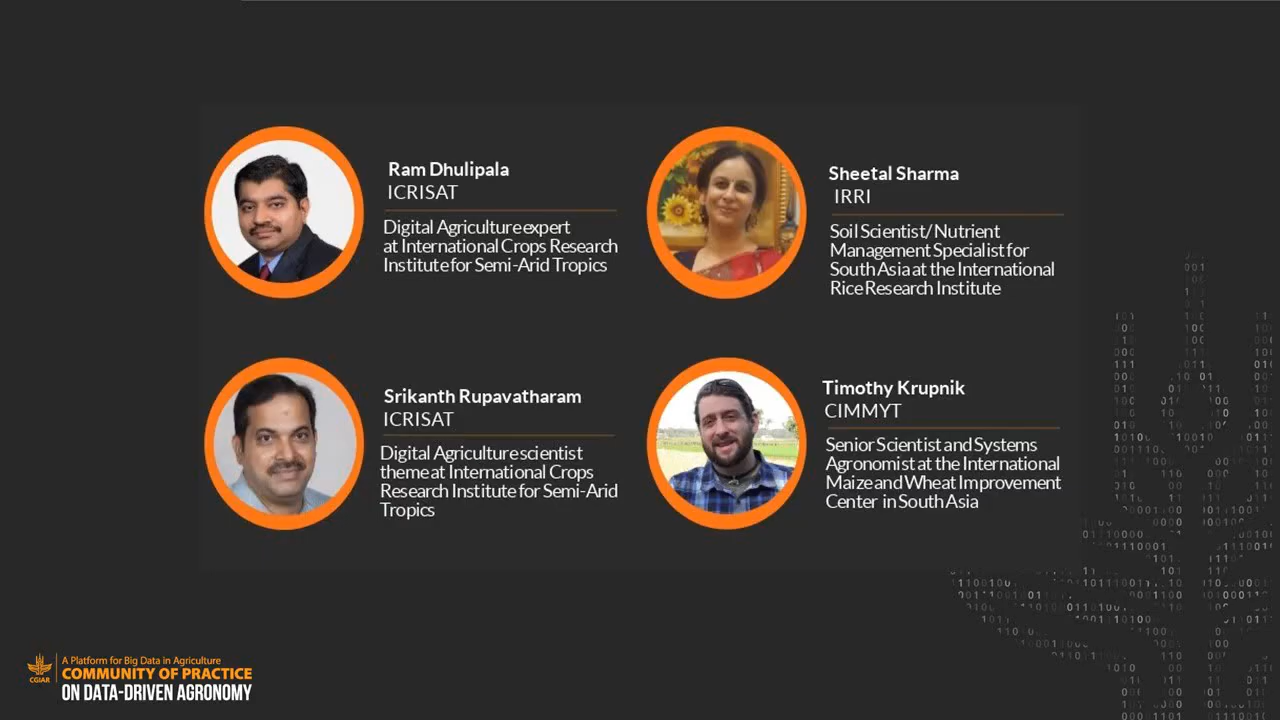 Ram Dhulipala
ICRISAT
Digital Agriculture expert
at International Crops Research
Institute for Semi-Arid Tropics
Sheetal Sharma
IRRI
Soil Scientist/ Nutrient
Management Specialist for
South Asia at the International
Rice Research Institute
Srikanth Rupavatharam
ICRISAT
Digital Agriculture scientist
theme at International Crops
Research Institute for Semi-Arid
Tropics
Timothy Krupnik
CIMMYT
Senior Scientist and Systems
Agronomist at the International
Maize and Wheat Improvement
Center in South Asia
CGIAR
A Platform for Big Data in Agriculture
COMMUNITY OF PRACTICE
ON DATA-DRIVEN AGRONOMY